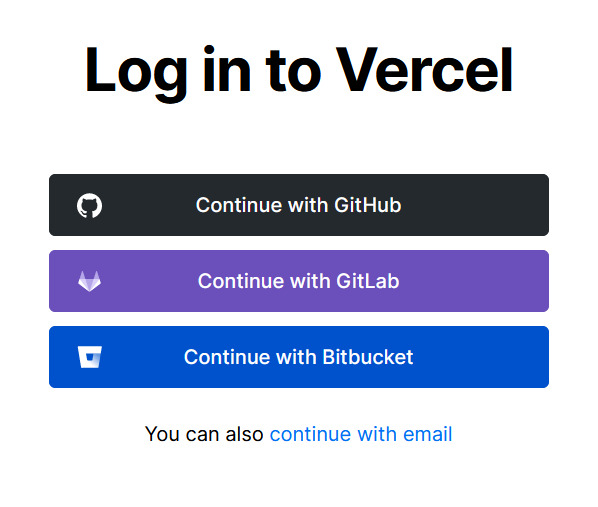 Log in to Vercel
Continue with GitHub
Continue with GitLab
Continue with Bitbucket
You can also continue with email